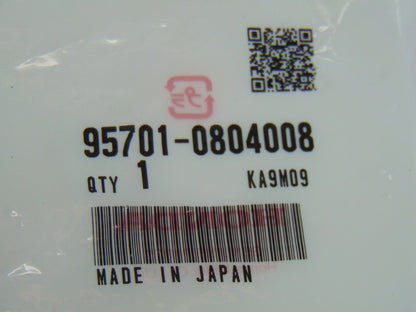 プラ
95701-0804008
QTY 1 KA9M09
MADE IN JAPAN